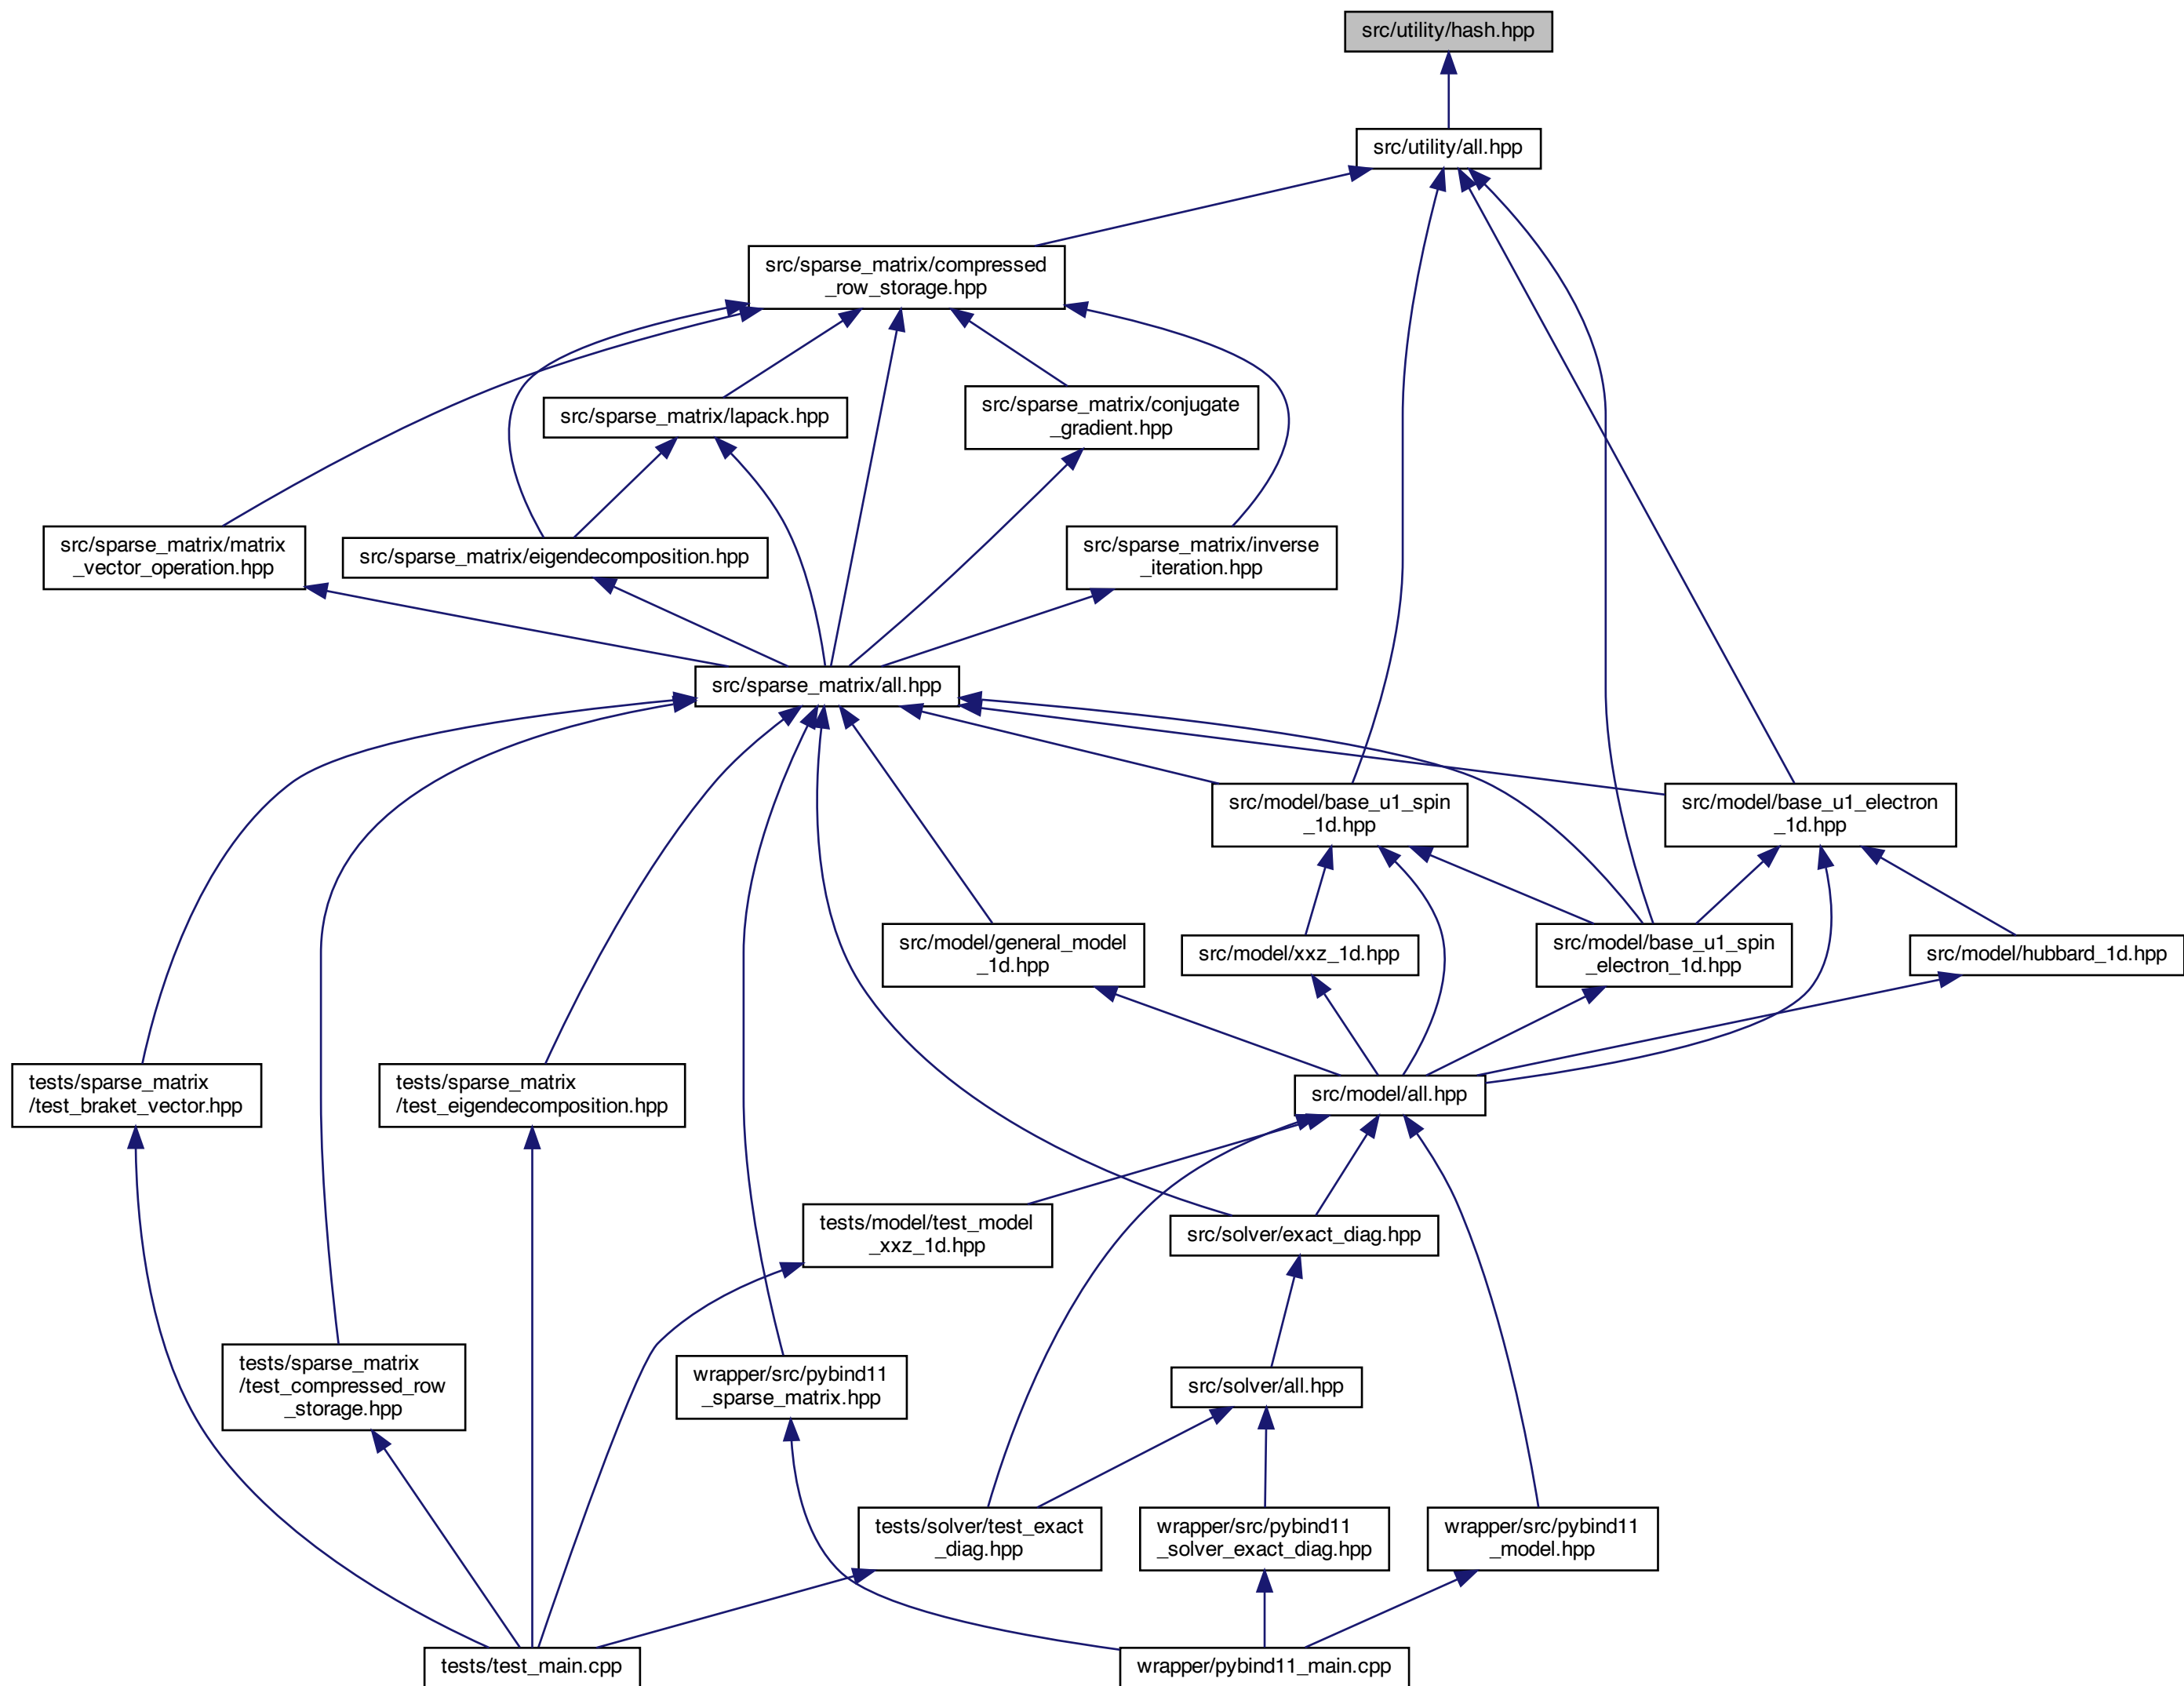 src/utility/hash.hpp
src/utility/all.hpp
src/sparse_matrix/compressed
_row_storage.hpp
src/sparse_matrix/lapack.hpp
src/sparse_matrix/conjugate
_gradient.hpp
src/sparse_matrix/matrix
_vector_operation.hpp
src/sparse_matrix/eigendecomposition.hpp
src/sparse_matrix/inverse
_iteration.hpp
src/sparse_matrix/all.hpp
src/model/base_u1_spin
_1d.hpp
src/model/base_u1_electron
_1d.hpp
src/model/general_model
_1d.hpp
src/model/xxz_1d.hpp
src/model/base_u1_spin
_electron_1d.hpp
src/model/hubbard_1d.hpp
tests/sparse_matrix
/test_braket_vector.hpp
tests/sparse_matrix
/test_eigendecomposition.hpp
src/model/all.hpp
tests/model/test_model
_xxz_1d.hpp
src/solver/exact_diag.hpp
tests/sparse_matrix
/test_compressed_row
_storage.hpp
wrapper/src/pybind11
_sparse_matrix.hpp
src/solver/all.hpp
tests/solver/test_exact
_diag.hpp
wrapper/src/pybind11
_solver_exact_diag.hpp
wrapper/src/pybind11
_model.hpp
tests/test_main.cpp
wrapper/pybind11_main.cpp